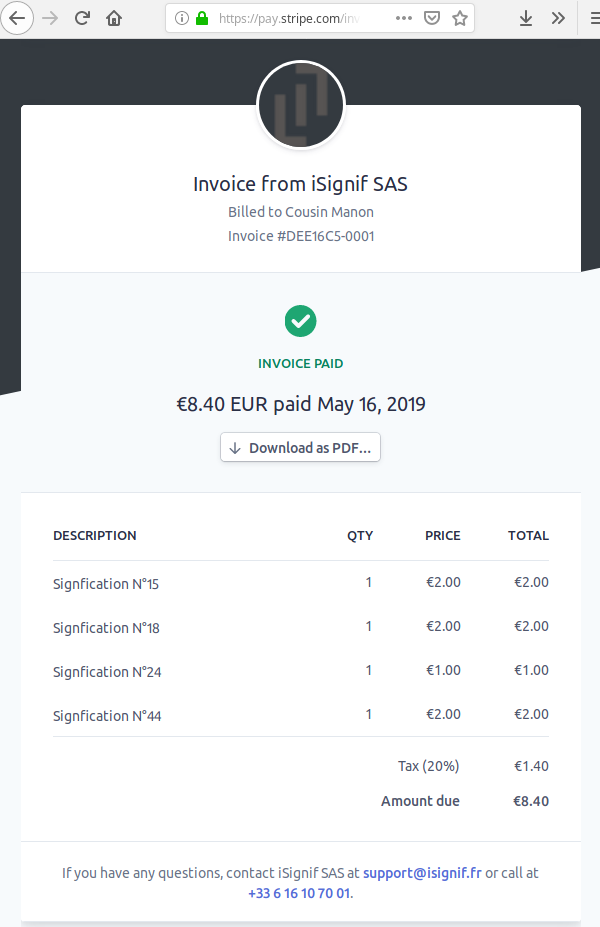 https://pay.stripe.com/inv
Invoice from iSignif SAS
Billed to Cousin Manon
Invoice #DEE16C5-0001
INVOICE PAID
€8.40 EUR paid May 16, 2019
Download as PDF...
DESCRIPTION QTY PRICE TOTAL
Signfication N°15 1 €2.00 €2.00
Signfication N°18 1 €2.00 €2.00
Signfication N°24 1 €1.00 €1.00
Signfication N°44 1 €2.00 €2.00
Tax (20%) €1.40
Amount due €8.40
If you have any questions, contact iSignif SAS at support@isignif.fr or call at
+33 6 16 10 70 01.